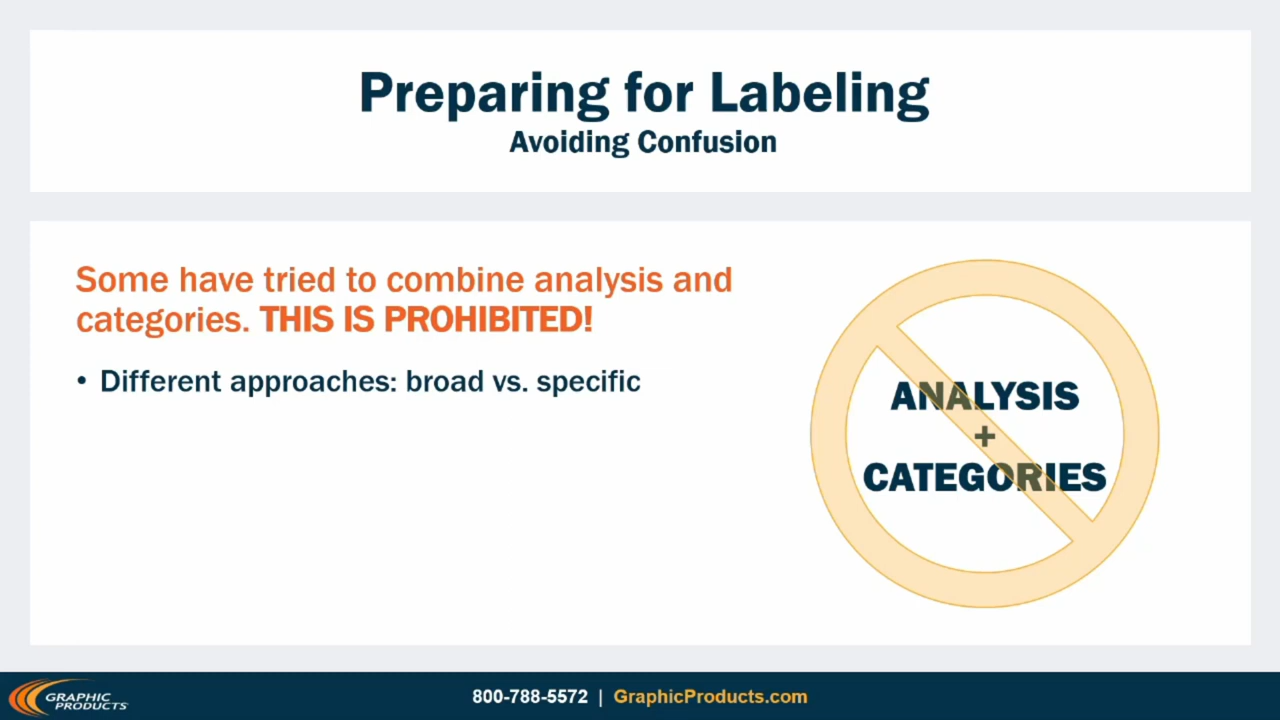 Preparing for Labeling
Avoiding Confusion
Some have tried to combine analysis and
categories. THIS IS PROHIBITED!
• Different approaches: broad vs. specific
ANALYSIS
+
CATEGORIES
GRAPHIC
PRODUCTS
800-788-5572 | GraphicProducts.com